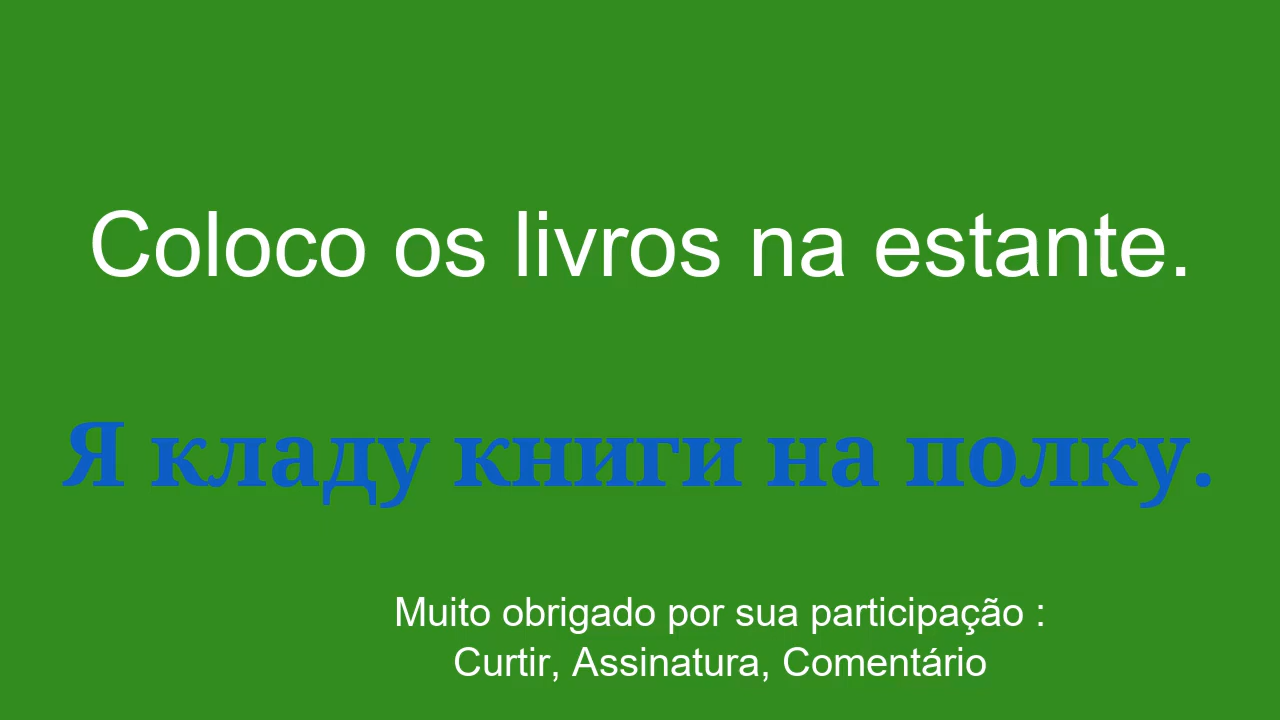 Coloco os livros na estante.
Я кладу книги на полку.
Muito obrigado por sua participação :
Curtir, Assinatura, Comentário